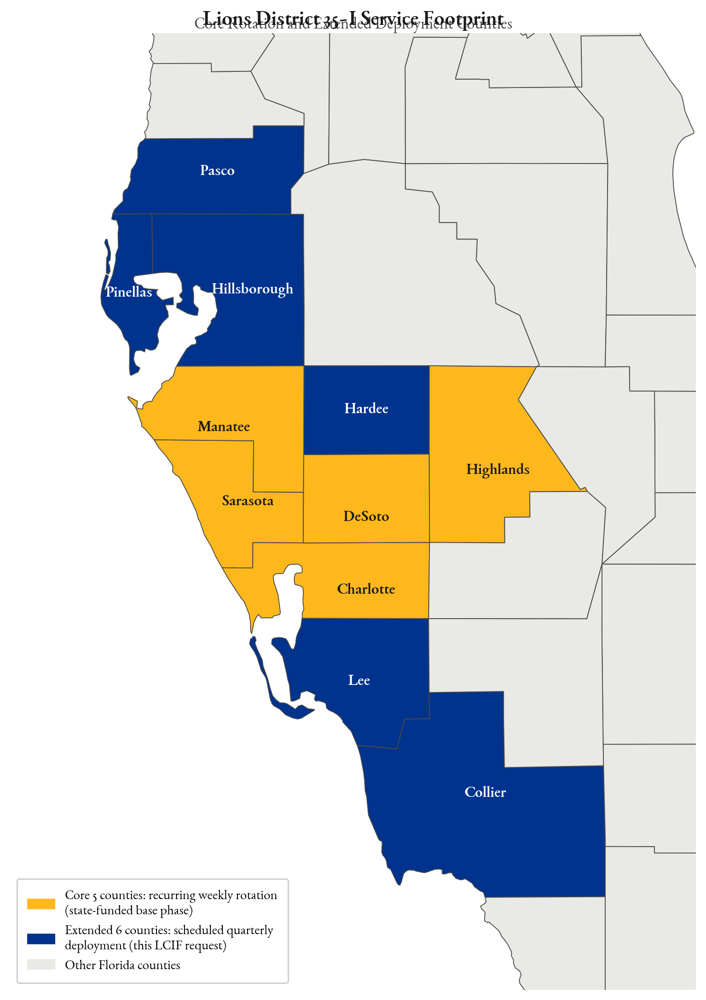 Lions District 35-I Service Footprint
Core Rotation and Extended Deployment Counties
Pasco
Pinellas
Hillsborough
Hardee
Manatee
Highlands
Sarasota
DeSoto
Charlotte
Lee
Collier
Core 5 counties: recurring weekly rotation
(state-funded base phase)
Extended 6 counties: scheduled quarterly
deployment (this LCIF request)
Other Florida counties